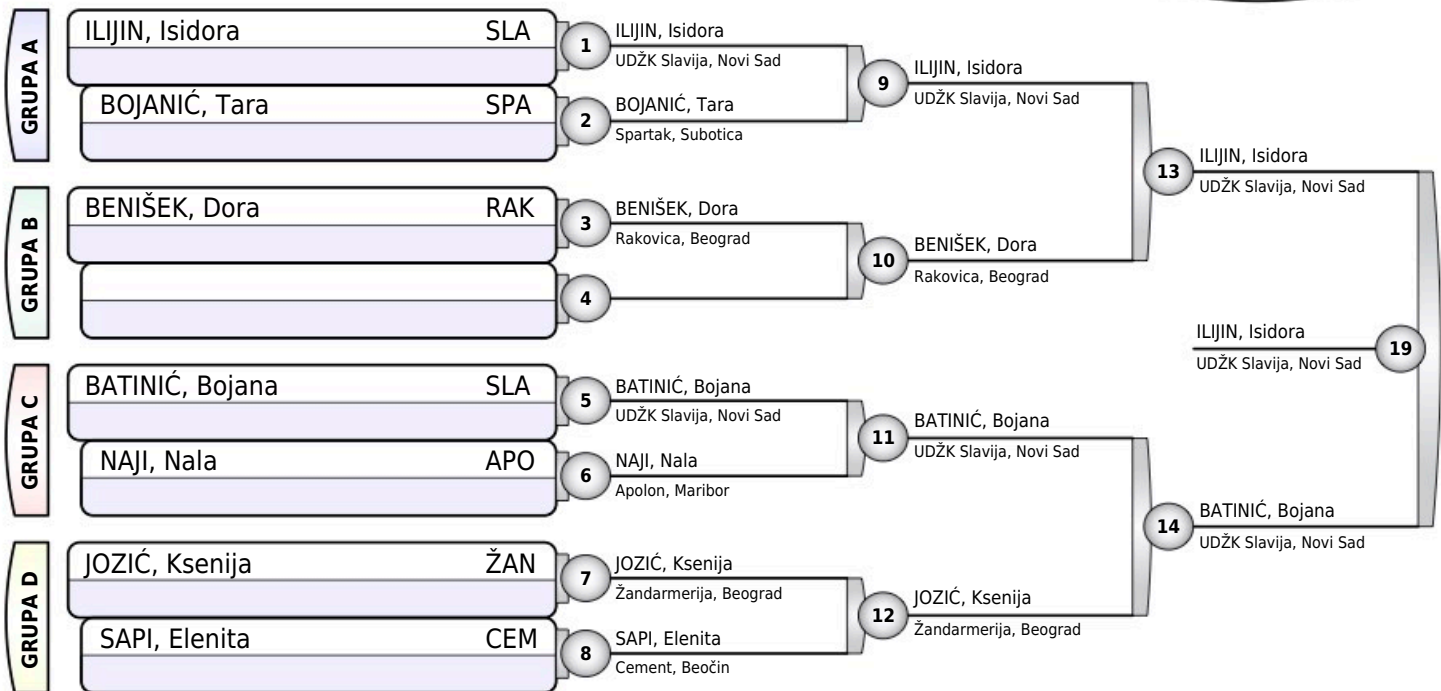 GRUPA A
ILIJIN, Isidora SLA
BOJANIĆ, Tara SPA
GRUPA B
BENIŠEK, Dora RAK
GRUPA C
BATINIĆ, Bojana SLA
NAJI, Nala APO
GRUPA D
JOZIĆ, Ksenija ŽAN
SAPI, Elenita CEM
1
ILIJIN, Isidora
UDŽK Slavija, Novi Sad
2
BOJANIĆ, Tara
Spartak, Subotica
3
BENIŠEK, Dora
Rakovica, Beograd
4
5
BATINIĆ, Bojana
UDŽK Slavija, Novi Sad
6
NAJI, Nala
Apolon, Maribor
7
JOZIĆ, Ksenija
Žandarmerija, Beograd
8
SAPI, Elenita
Cement, Beočin
9
ILIJIN, Isidora
UDŽK Slavija, Novi Sad
10
BENIŠEK, Dora
Rakovica, Beograd
11
BATINIĆ, Bojana
UDŽK Slavija, Novi Sad
12
JOZIĆ, Ksenija
Žandarmerija, Beograd
13
ILIJIN, Isidora
UDŽK Slavija, Novi Sad
14
BATINIĆ, Bojana
UDŽK Slavija, Novi Sad
ILIJIN, Isidora
UDŽK Slavija, Novi Sad
19